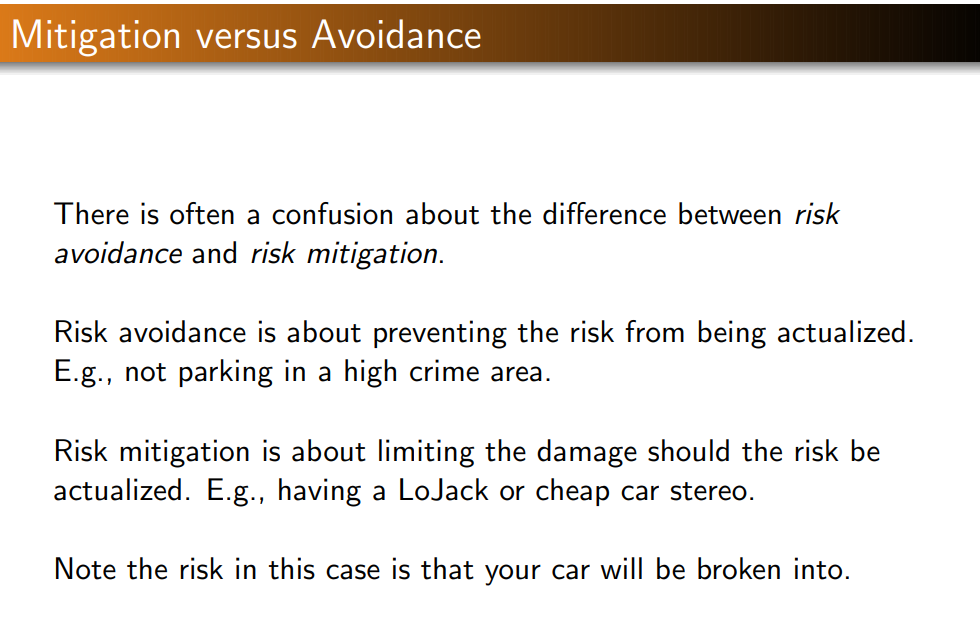 Mitigation versus Avoidance
There is often a confusion about the difference between risk
avoidance and risk mitigation.
Risk avoidance is about preventing the risk from being actualized.
E.g., not parking in a high crime area.
Risk mitigation is about limiting the damage should the risk be
actualized. E.g., having a LoJack or cheap car stereo.
Note the risk in this case is that your car will be broken into.